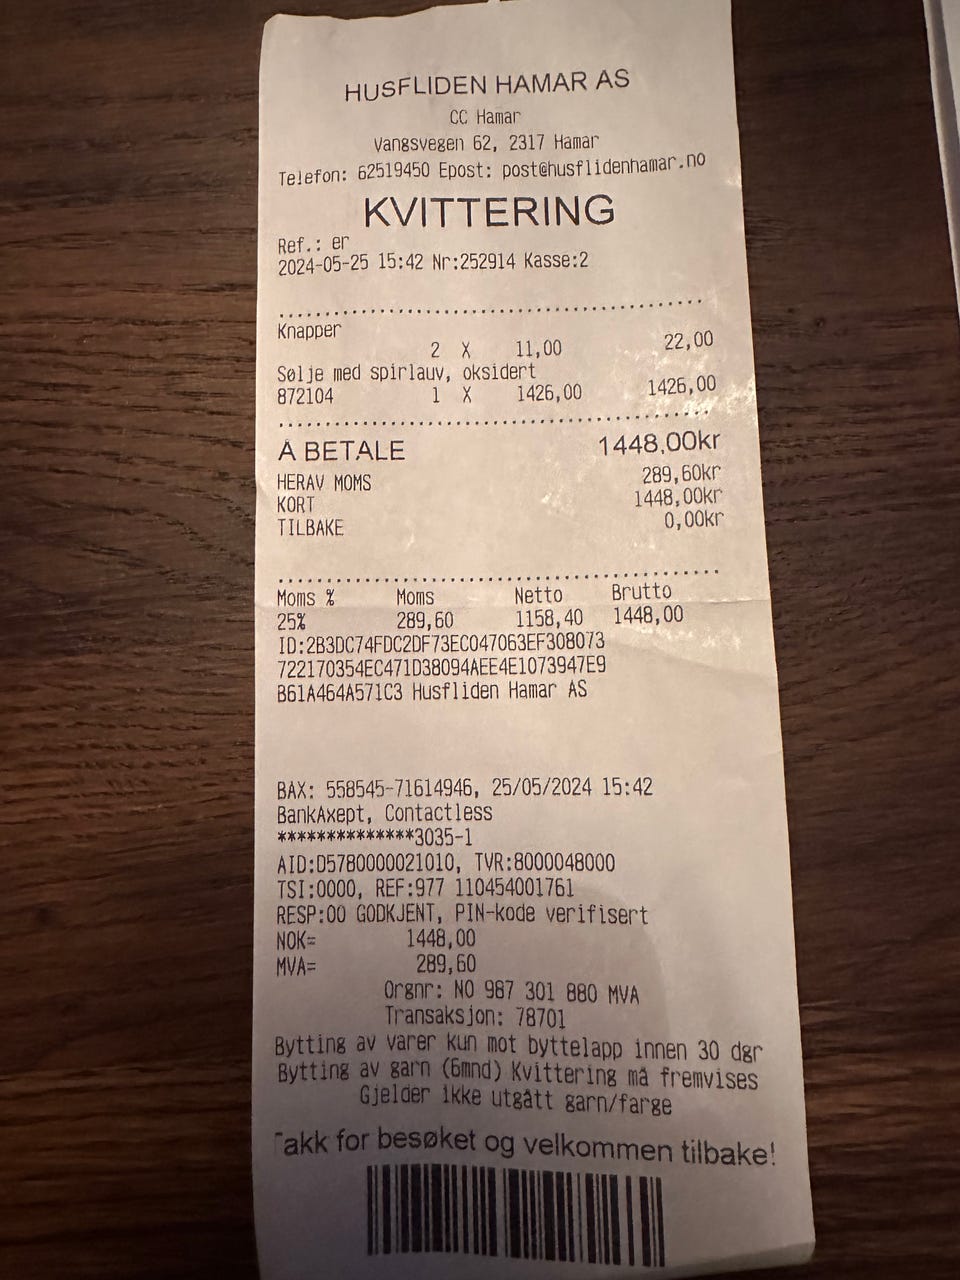 HUSFLIDEN HAMAR AS
CC Hamar
Vangsvegen 62, 2317 Hamar
Telefon: 62519450 Epost: post@husflidenhamar.no
KVITTERING
Ref.: er
2024-05-25 15:42 Nr:252914 Kasse:2
Knapper
2 X 11,00 22,00
Sølje med spirlauv, oksidert
872104 1 X 1426,00 1426,00
Å BETALE 1448,00kr
HERAV MOMS 289,60kr
KORT 1448,00kr
TILBAKE 0,00kr
Moms % Moms Netto Brutto
25% 289,60 1158,40 1448,00
ID:2B3DC74FDC2DF73EC047063EF308073
722170354EC471D38094AEE4E1073947E9
B61A464A571C3 Husfliden Hamar AS
BAX: 558545-71614946, 25/05/2024 15:42
BankAxept, Contactless
**************3035-1
AID:D5780000021010, TVR:8000048000
TSI:0000, REF:977 110454001761
RESP:00 GODKJENT, PIN-kode verifisert
NOK= 1448,00
MVA= 289,60
Orgnr: NO 987 301 880 MVA
Transaksjon: 78701
Bytting av varer kun mot byttelapp innen 30 dgr
Bytting av garn (6mnd) Kvittering må fremvises
Gjelder ikke utgått garn/farge
Takk for besøket og velkommen tilbake!